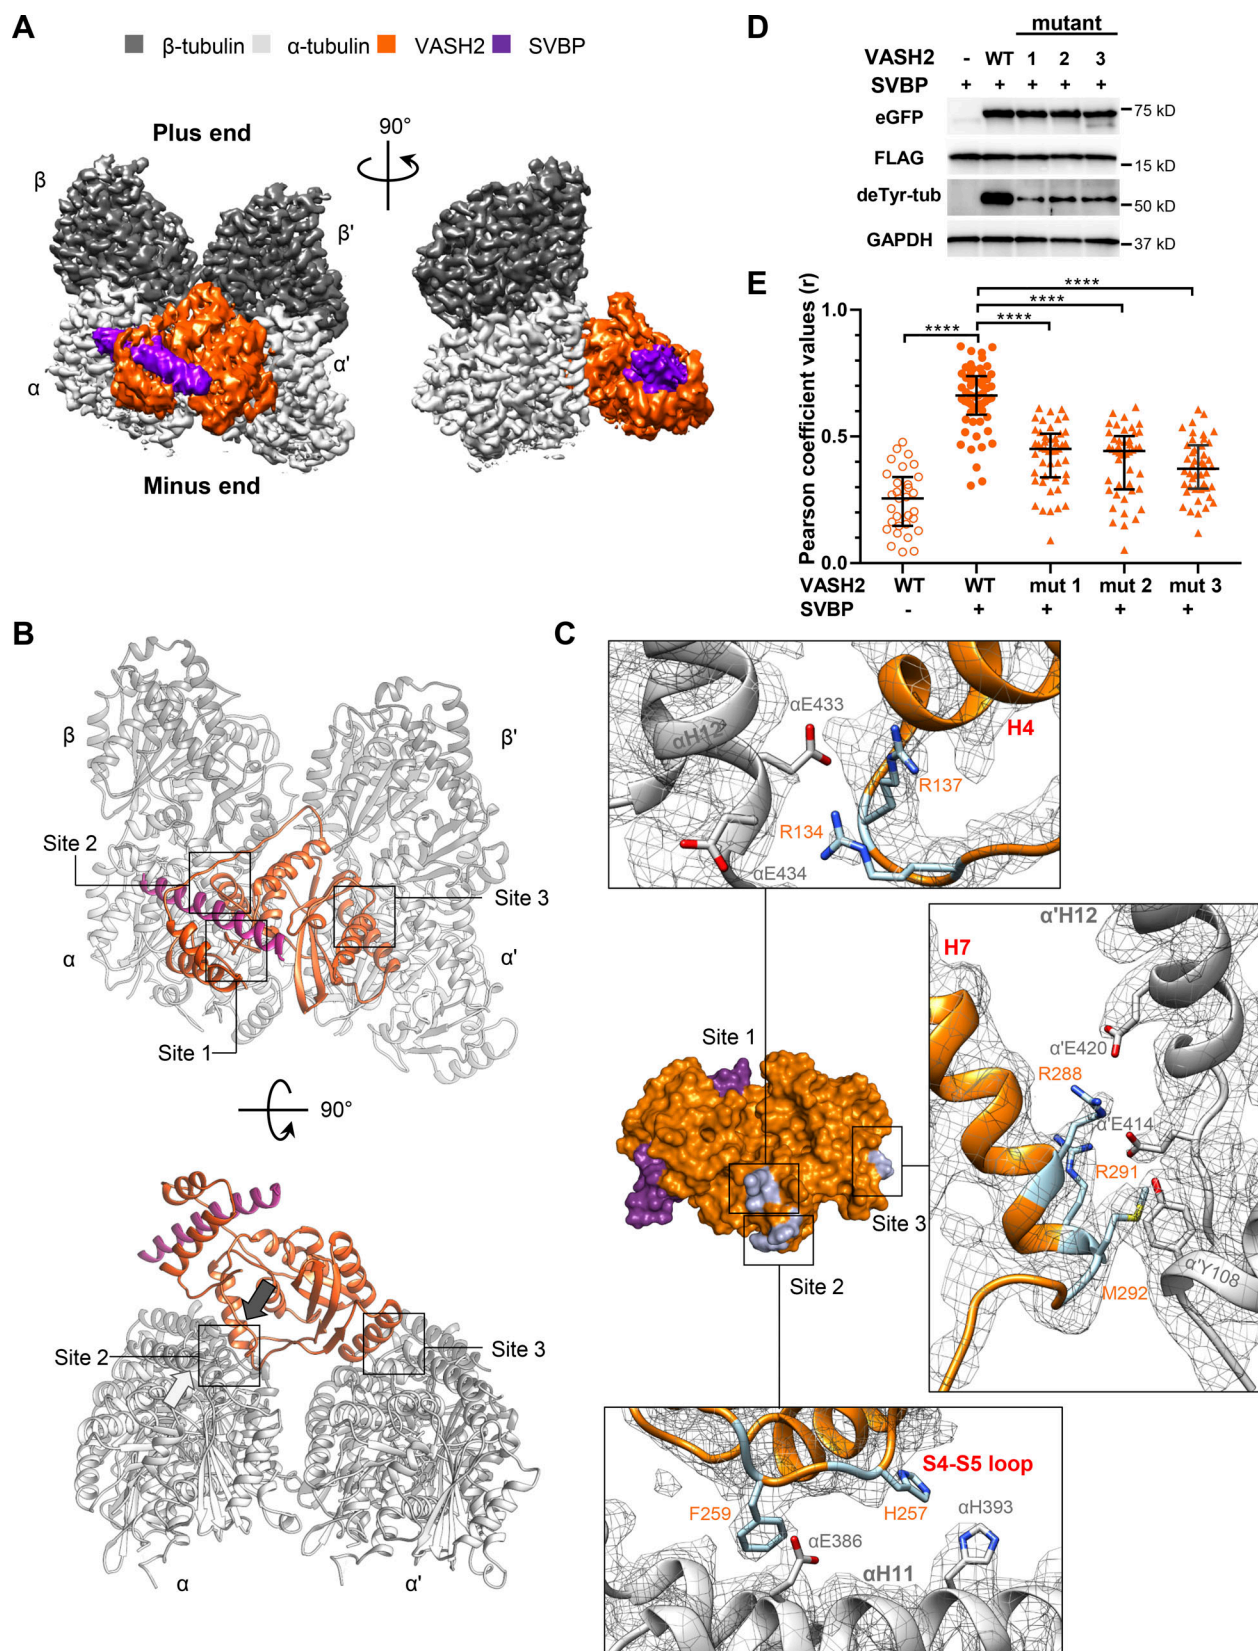 A
β-tubulin α-tubulin VASH2 SVBP
Plus end
90°
β
β'
α
α'
Minus end
D
mutant
VASH2 - WT 1 2 3
SVBP + + + + +
eGFP 75 kD
FLAG 15 kD
deTyr-tub 50 kD
GAPDH 37 kD
E
Pearson coefficient values (r)
1.0
0.5
0.0
****
****
****
****
VASH2 WT WT mut 1 mut 2 mut 3
SVBP - + + + +
B
β
β'
Site 2
Site 3
α
α'
Site 1
90°
Site 2
Site 3
α
α'
C
αE433
αH12
H4
R137
R134
αE434
α'H12
H7
α'E420
R288
α'E414
R291
α'Y108
M292
Site 1
Site 3
Site 2
S4-S5 loop
F259
H257
αH393
αE386
αH11